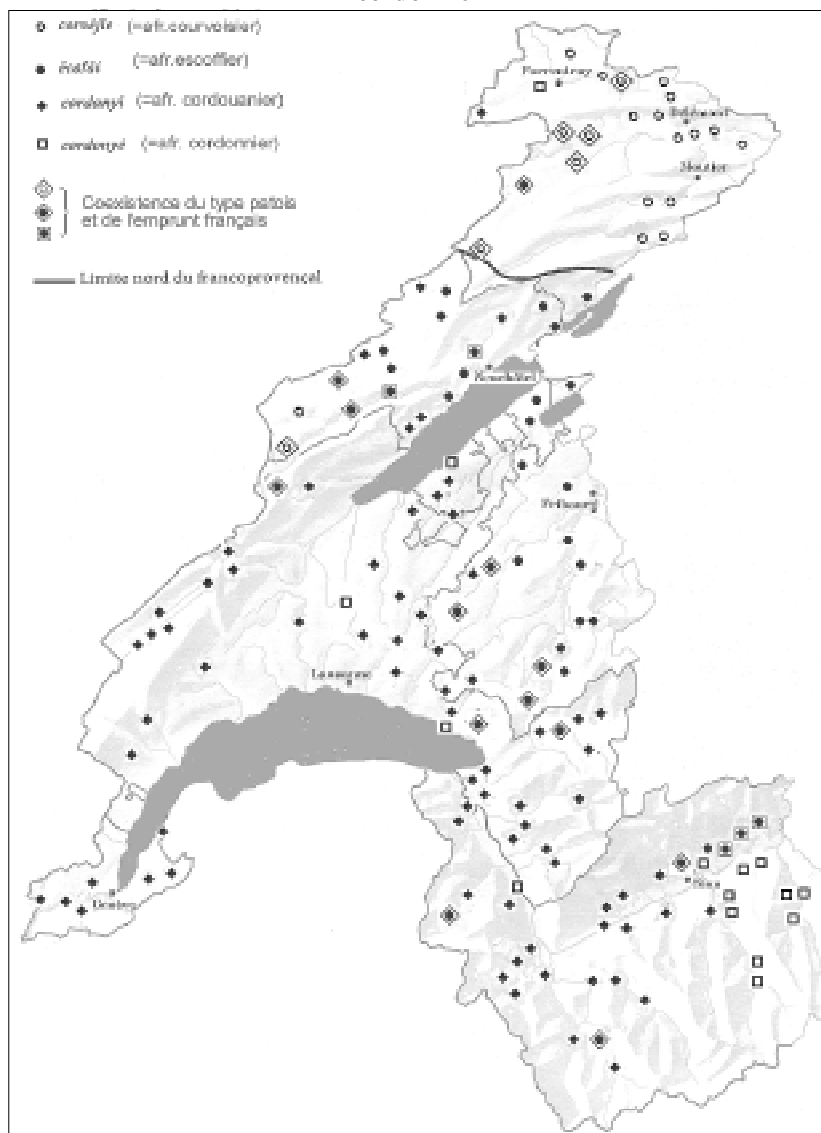 (=afr.courvoisier)
(=afr.escoffier)
cordonyi (=afr. cordouanier)
(=afr. cordonnier)
Coexistence du type patois
et de l'emprunt français
Limite nord du francoprovençal
Porrentruy
Delémont
Moutier
Neuchâtel
Fribourg
Lausanne
Genève
Sion